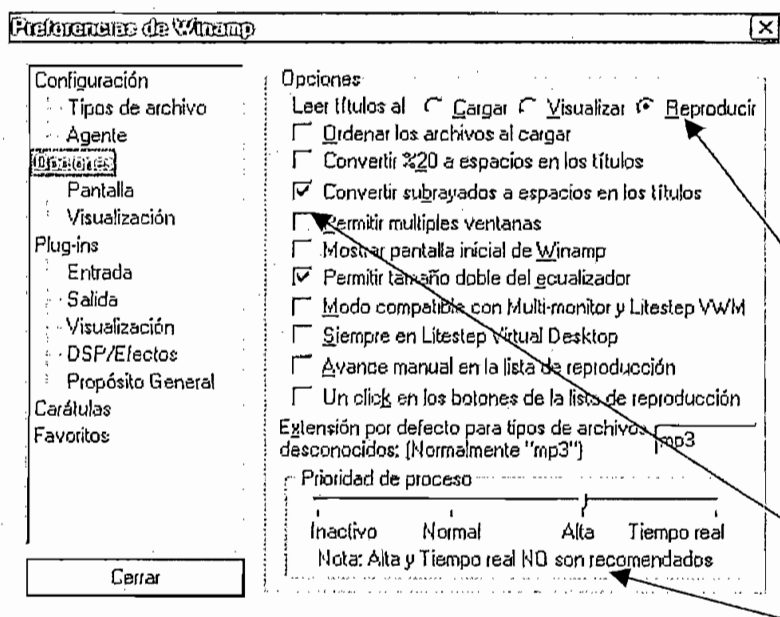 Preferencias de Winamp
Configuración
Tipos de archivo
Agente
Opciones
Pantalla
Visualización
Plug-ins
Entrada
Salida
Visualización
DSP/Efectos
Propósito General
Carátulas
Favoritos
Cerrar
Opciones
Leer títulos al Cargar Visualizar Reproducir
Ordenar los archivos al cargar
Convertir %20 a espacios en los títulos
Convertir subrayados a espacios en los títulos
Permitir multiples ventanas
Mostrar pantalla inicial de Winamp
Permitir tamaño doble del ecualizador
Modo compatible con Multi-monitor y Litestep VWM
Siempre en Litestep Virtual Desktop
Avance manual en la lista de reproducción
Un click en los botones de la lista de reproducción
Extensión por defecto para tipos de archivos mp3
desconocidos: (Normalmente "mp3")
Prioridad de proceso
Inactivo Normal Alta Tiempo real
Nota: Alta y Tiempo real NO son recomendados